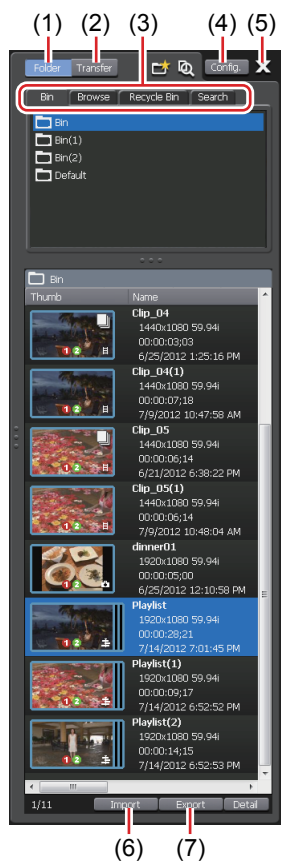 (1) (2) (3) (4) (5)
Folder Transfer Config. X
Bin Browse Recycle Bin Search
Bin
Bin(1)
Bin(2)
Default
Bin
Thumb Name
Clip_04
1440x1080 59.94i
00:00:03;03
6/25/2012 1:25:16 PM
Clip_04(1)
1440x1080 59.94i
00:00:07;18
7/9/2012 10:47:58 AM
Clip_05
1440x1080 59.94i
00:00:06;14
6/21/2012 6:38:22 PM
Clip_05(1)
1440x1080 59.94i
00:00:06;14
7/9/2012 10:48:04 AM
dinner01
1920x1080 59.94i
00:00:05;00
6/25/2012 12:10:58 PM
Playlist
1920x1080 59.94i
00:00:28;21
7/14/2012 7:01:45 PM
Playlist(1)
1920x1080 59.94i
00:00:09;17
7/14/2012 6:52:52 PM
Playlist(2)
1920x1080 59.94i
00:00:14;15
7/14/2012 6:52:53 PM
1/11 Import Export Detail
(6) (7)